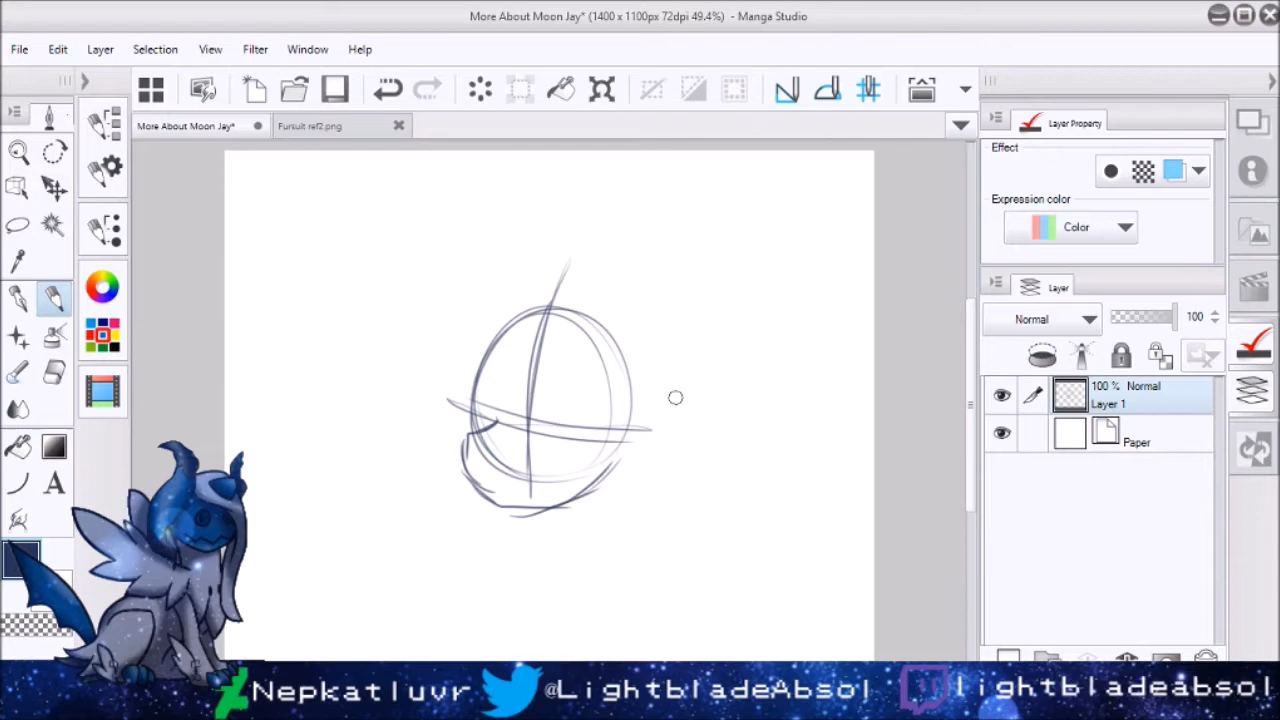 More About Moon Jay* (1400 x 1100px 72dpi 49.4%) - Manga Studio
File Edit Layer Selection View Filter Window Help
More About Moon Jay* Fursuit ref2.png
Layer Property
Effect
Expression color
Color
Layer
Normal 100
100 % Normal
Layer 1
Paper
A
Nepkatluvr @LightbladeAbsol lightbladeabsol